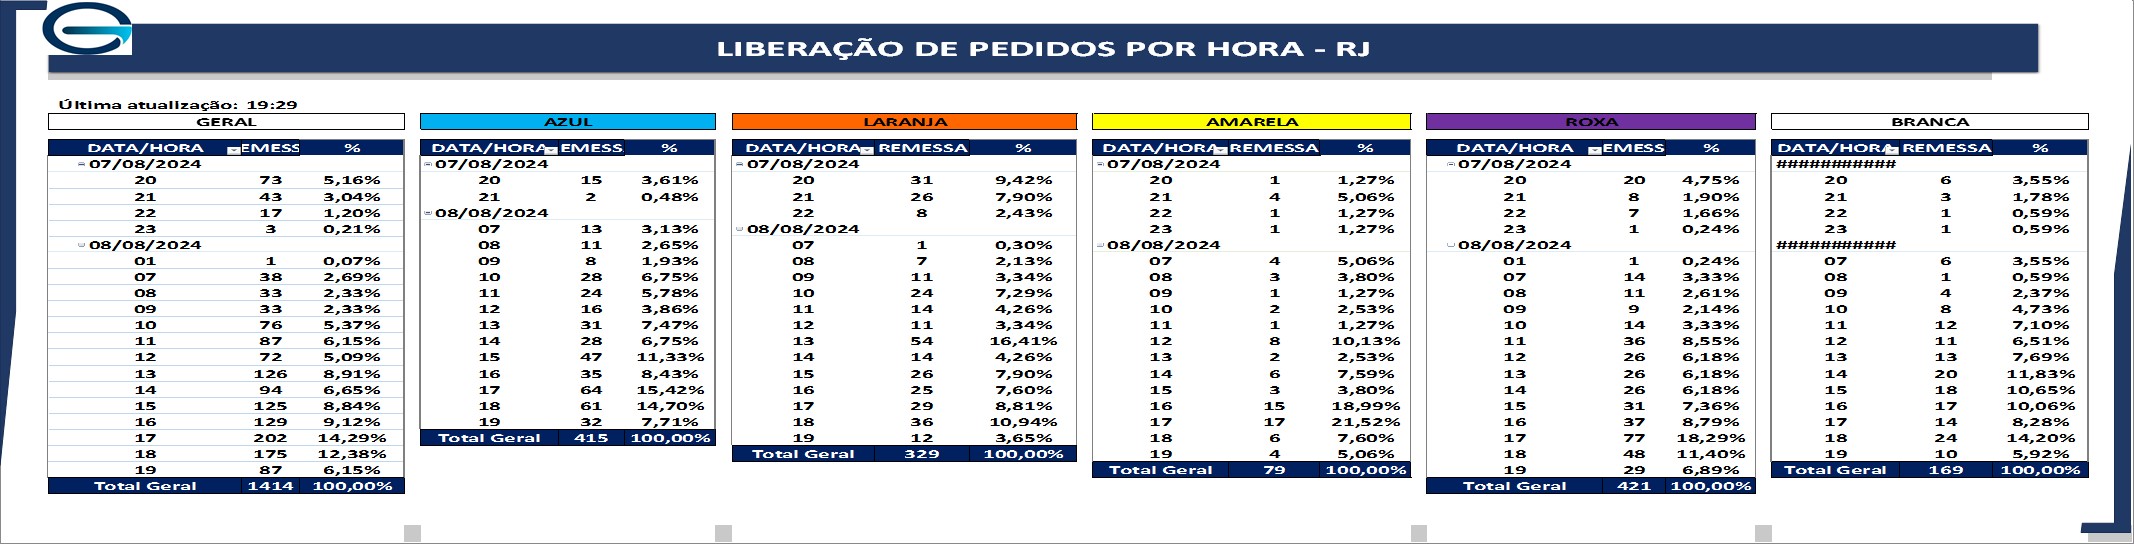 LIBERAÇÃO DE PEDIDOS POR HORA - RJ
Última atualização: 19:29
GERAL
DATA/HORA EMESS %
07/08/2024
20 73 5,16%
21 43 3,04%
22 17 1,20%
23 3 0,21%
08/08/2024
01 1 0,07%
07 38 2,69%
08 33 2,33%
09 33 2,33%
10 76 5,37%
11 87 6,15%
12 72 5,09%
13 126 8,91%
14 94 6,65%
15 125 8,84%
16 129 9,12%
17 202 14,29%
18 175 12,38%
19 87 6,15%
Total Geral 1414 100,00%
AZUL
DATA/HORA EMESS %
07/08/2024
20 15 3,61%
21 2 0,48%
08/08/2024
07 13 3,13%
08 11 2,65%
09 8 1,93%
10 28 6,75%
11 24 5,78%
12 16 3,86%
13 31 7,47%
14 28 6,75%
15 47 11,33%
16 35 8,43%
17 64 15,42%
18 61 14,70%
19 32 7,71%
Total Geral 415 100,00%
LARANJA
DATA/HORA REMESSA %
07/08/2024
20 31 9,42%
21 26 7,90%
22 8 2,43%
08/08/2024
07 1 0,30%
08 7 2,13%
09 11 3,34%
10 24 7,29%
11 14 4,26%
12 11 3,34%
13 54 16,41%
14 14 4,26%
15 26 7,90%
16 25 7,60%
17 29 8,81%
18 36 10,94%
19 12 3,65%
Total Geral 329 100,00%
AMARELA
DATA/HORA REMESSA %
07/08/2024
20 1 1,27%
21 4 5,06%
22 1 1,27%
23 1 1,27%
08/08/2024
07 4 5,06%
08 3 3,80%
09 1 1,27%
10 2 2,53%
11 1 1,27%
12 8 10,13%
13 2 2,53%
14 6 7,59%
15 3 3,80%
16 15 18,99%
17 17 21,52%
18 6 7,60%
19 4 5,06%
Total Geral 79 100,00%
ROXA
DATA/HORA EMESS %
07/08/2024
20 20 4,75%
21 8 1,90%
22 7 1,66%
23 1 0,24%
08/08/2024
01 1 0,24%
07 14 3,33%
08 11 2,61%
09 9 2,14%
10 14 3,33%
11 36 8,55%
12 26 6,18%
13 26 6,18%
14 26 6,18%
15 31 7,36%
16 37 8,79%
17 77 18,29%
18 48 11,40%
19 29 6,89%
Total Geral 421 100,00%
BRANCA
DATA/HORA REMESSA %
###########
20 6 3,55%
21 3 1,78%
22 1 0,59%
23 1 0,59%
###########
07 6 3,55%
08 1 0,59%
09 4 2,37%
10 8 4,73%
11 12 7,10%
12 11 6,51%
13 13 7,69%
14 20 11,83%
15 18 10,65%
16 17 10,06%
17 14 8,28%
18 24 14,20%
19 10 5,92%
Total Geral 169 100,00%